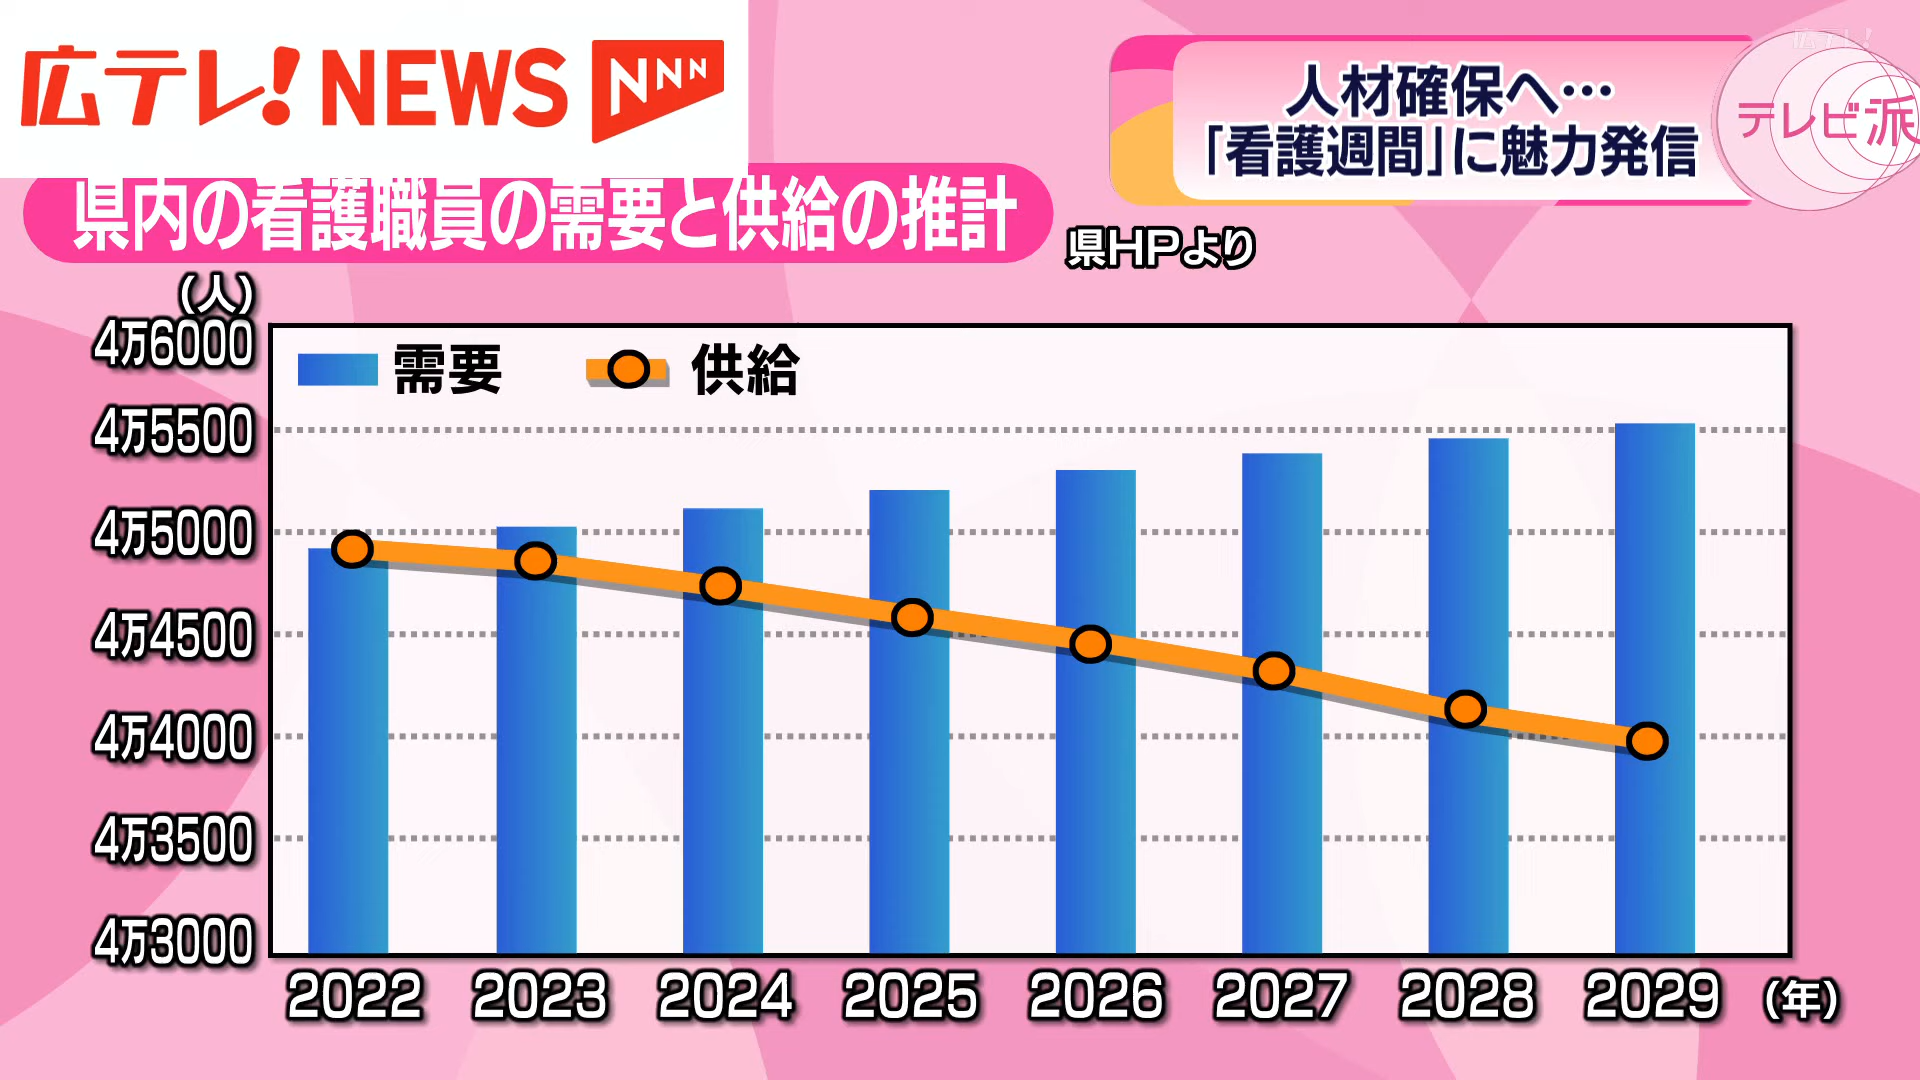 広テレ!NEWS NNN
広テレ!
人材確保へ…
「看護週間」に魅力発信
テレビ派
県内の看護職員の需要と供給の推計
県HPより
(人)
4万6000
需要 供給
4万5500
4万5000
4万4500
4万4000
4万3500
4万3000
2022 2023 2024 2025 2026 2027 2028 2029 (年)